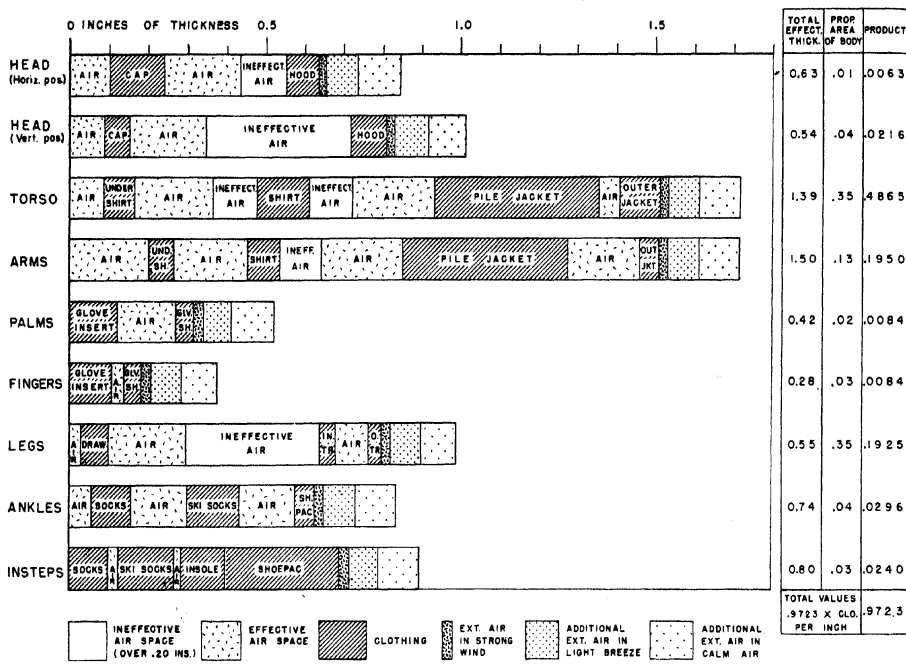 0 INCHES OF THICKNESS 0.5 1.0 1.5
TOTAL EFFECT. THICK. PROP. AREA OF BODY PRODUCT
HEAD (Horiz. pos) AIR CAP AIR INEFFECT. AIR HOOD 0.63 .01 .0063
HEAD (Vert. pos) AIR CAP AIR INEFFECTIVE AIR HOOD 0.54 .04 .0216
TORSO AIR UNDER SHIRT AIR INEFFECT. AIR SHIRT INEFFECT. AIR AIR PILE JACKET AIR OUTER JACKET 1.39 .35 .4865
ARMS AIR UND. SH. AIR SHIRT INEFF. AIR AIR PILE JACKET AIR OUT JKT 1.50 .13 .1950
PALMS GLOVE INSERT AIR GLV. SH. 0.42 .02 .0084
FINGERS GLOVE INSERT AIR GLV. SH. 0.28 .03 .0084
LEGS AIR DRAW. AIR INEFFECTIVE AIR IN. TR. AIR O. TR. 0.55 .35 .1925
ANKLES AIR SOCKS AIR SKI SOCKS AIR SH. PAC 0.74 .04 .0296
INSTEPS SOCKS AIR SKI SOCKS AIR INSOLE SHOEPAC 0.80 .03 .0240
TOTAL VALUES .9723 X CLO. PER INCH .9723
INEFFECTIVE AIR SPACE (OVER .20 INS.)
EFFECTIVE AIR SPACE
CLOTHING
EXT. AIR IN STRONG WIND
ADDITIONAL EXT. AIR IN LIGHT BREEZE
ADDITIONAL EXT. AIR IN CALM AIR